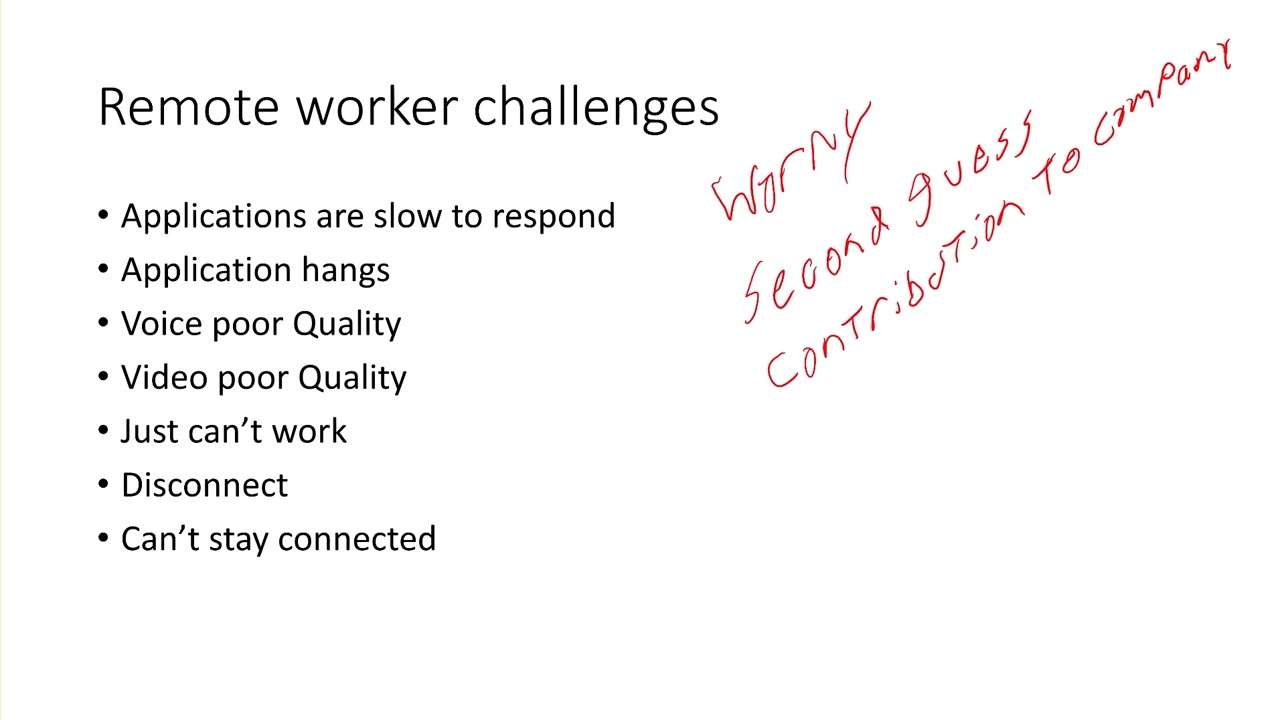 Remote worker challenges
• Applications are slow to respond
• Application hangs
• Voice poor Quality
• Video poor Quality
• Just can’t work
• Disconnect
• Can’t stay connected
Worry
Second guess
Contribution To company